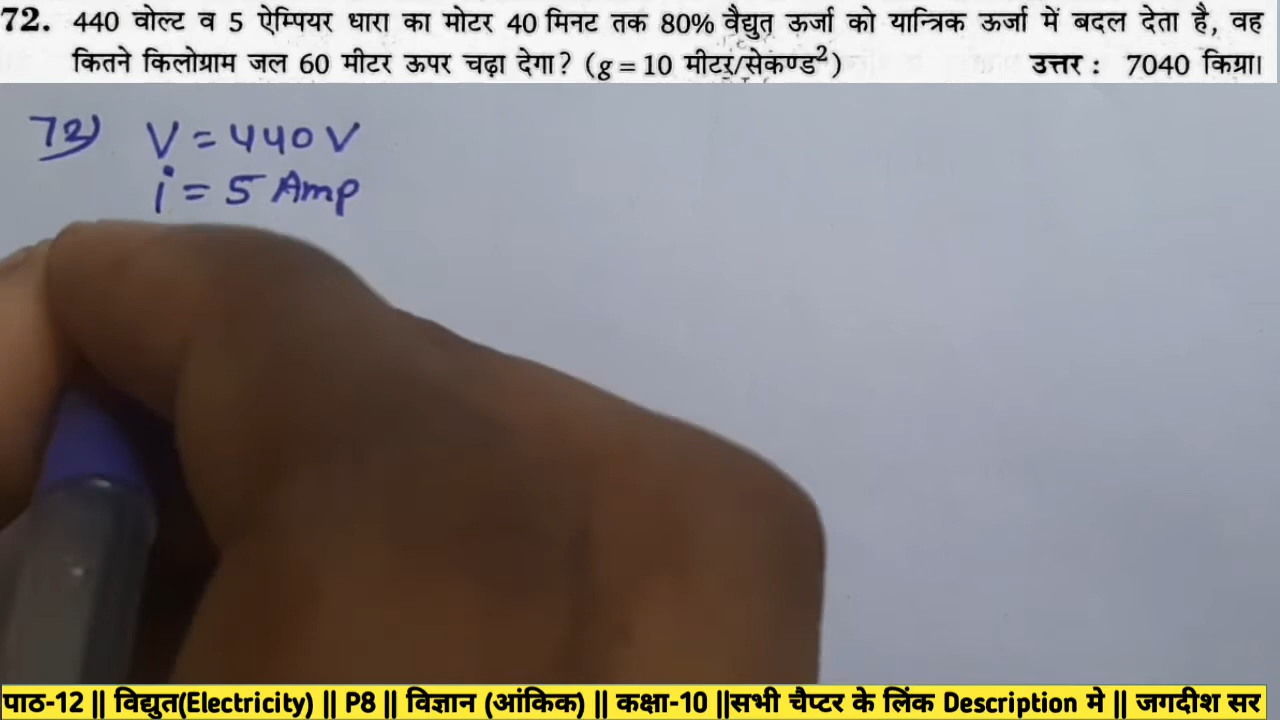 72. 440 वोल्ट व 5 ऐम्पियर धारा का मोटर 40 मिनट तक 80% वैद्युत ऊर्जा को यान्त्रिक ऊर्जा में बदल देता है, वह
कितने किलोग्राम जल 60 मीटर ऊपर चढ़ा देगा? (g = 10 मीटर/सेकण्ड²) उत्तर : 7040 किग्रा।
72) V = 440 V
i = 5 Amp
पाठ-12 || विद्युत(Electricity) || P8 || विज्ञान (आंकिक) || कक्षा-10 ||सभी चैप्टर के लिंक Description मे || जगदीश सर